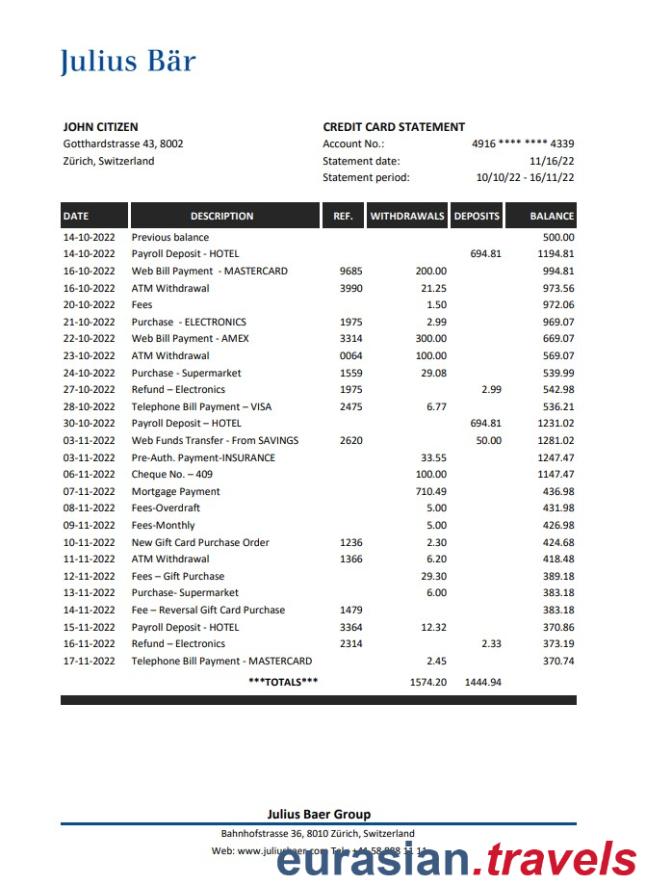 Julius Bär
JOHN CITIZEN
Gotthardstrasse 43, 8002
Zürich, Switzerland
CREDIT CARD STATEMENT
Account No.: 4916 **** **** 4339
Statement date: 11/16/22
Statement period: 10/10/22 - 16/11/22
DATE DESCRIPTION REF. WITHDRAWALS DEPOSITS BALANCE
14-10-2022 Previous balance 500.00
14-10-2022 Payroll Deposit - HOTEL 694.81 1194.81
16-10-2022 Web Bill Payment - MASTERCARD 9685 200.00 994.81
16-10-2022 ATM Withdrawal 3990 21.25 973.56
20-10-2022 Fees 1.50 972.06
21-10-2022 Purchase - ELECTRONICS 1975 2.99 969.07
22-10-2022 Web Bill Payment - AMEX 3314 300.00 669.07
23-10-2022 ATM Withdrawal 0064 100.00 569.07
24-10-2022 Purchase - Supermarket 1559 29.08 539.99
27-10-2022 Refund – Electronics 1975 2.99 542.98
28-10-2022 Telephone Bill Payment – VISA 2475 6.77 536.21
30-10-2022 Payroll Deposit – HOTEL 694.81 1231.02
03-11-2022 Web Funds Transfer - From SAVINGS 2620 50.00 1281.02
03-11-2022 Pre-Auth. Payment-INSURANCE 33.55 1247.47
06-11-2022 Cheque No. – 409 100.00 1147.47
07-11-2022 Mortgage Payment 710.49 436.98
08-11-2022 Fees-Overdraft 5.00 431.98
09-11-2022 Fees-Monthly 5.00 426.98
10-11-2022 New Gift Card Purchase Order 1236 2.30 424.68
11-11-2022 ATM Withdrawal 1366 6.20 418.48
12-11-2022 Fees – Gift Purchase 29.30 389.18
13-11-2022 Purchase- Supermarket 6.00 383.18
14-11-2022 Fee – Reversal Gift Card Purchase 1479 383.18
15-11-2022 Payroll Deposit - HOTEL 3364 12.32 370.86
16-11-2022 Refund – Electronics 2314 2.33 373.19
17-11-2022 Telephone Bill Payment - MASTERCARD 2.45 370.74
***TOTALS*** 1574.20 1444.94
Julius Baer Group
Bahnhofstrasse 36, 8010 Zürich, Switzerland
Web: www.juliusbaer.com Tel: +41 58 888 11 11
eurasian.travels